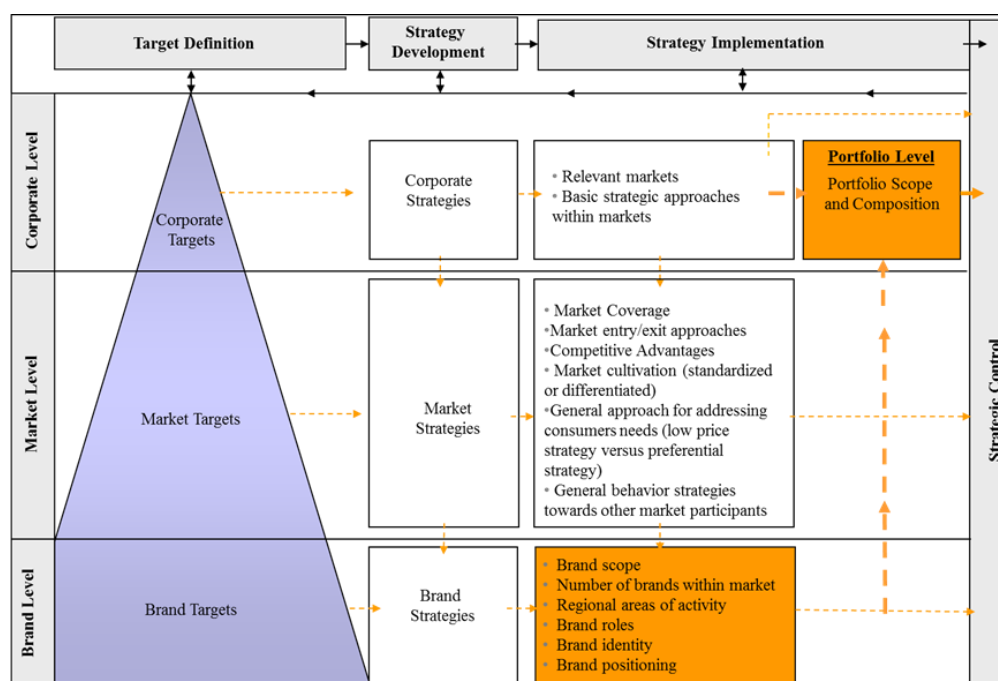 Target Definition
Strategy
Development
Strategy Implementation
Corporate Level
Corporate
Targets
Corporate
Strategies
• Relevant markets
• Basic strategic approaches
within markets
Portfolio Level
Portfolio Scope
and Composition
Market Level
Market Targets
Market
Strategies
• Market Coverage
•Market entry/exit approaches
•Competitive Advantages
• Market cultivation (standardized
or differentiated)
•General approach for addressing
consumers needs (low price
strategy versus preferential
strategy)
• General behavior strategies
towards other market participants
Brand Level
Brand Targets
Brand
Strategies
• Brand scope
• Number of brands within market
• Regional areas of activity
• Brand roles
• Brand identity
• Brand positioning
Strategic Control